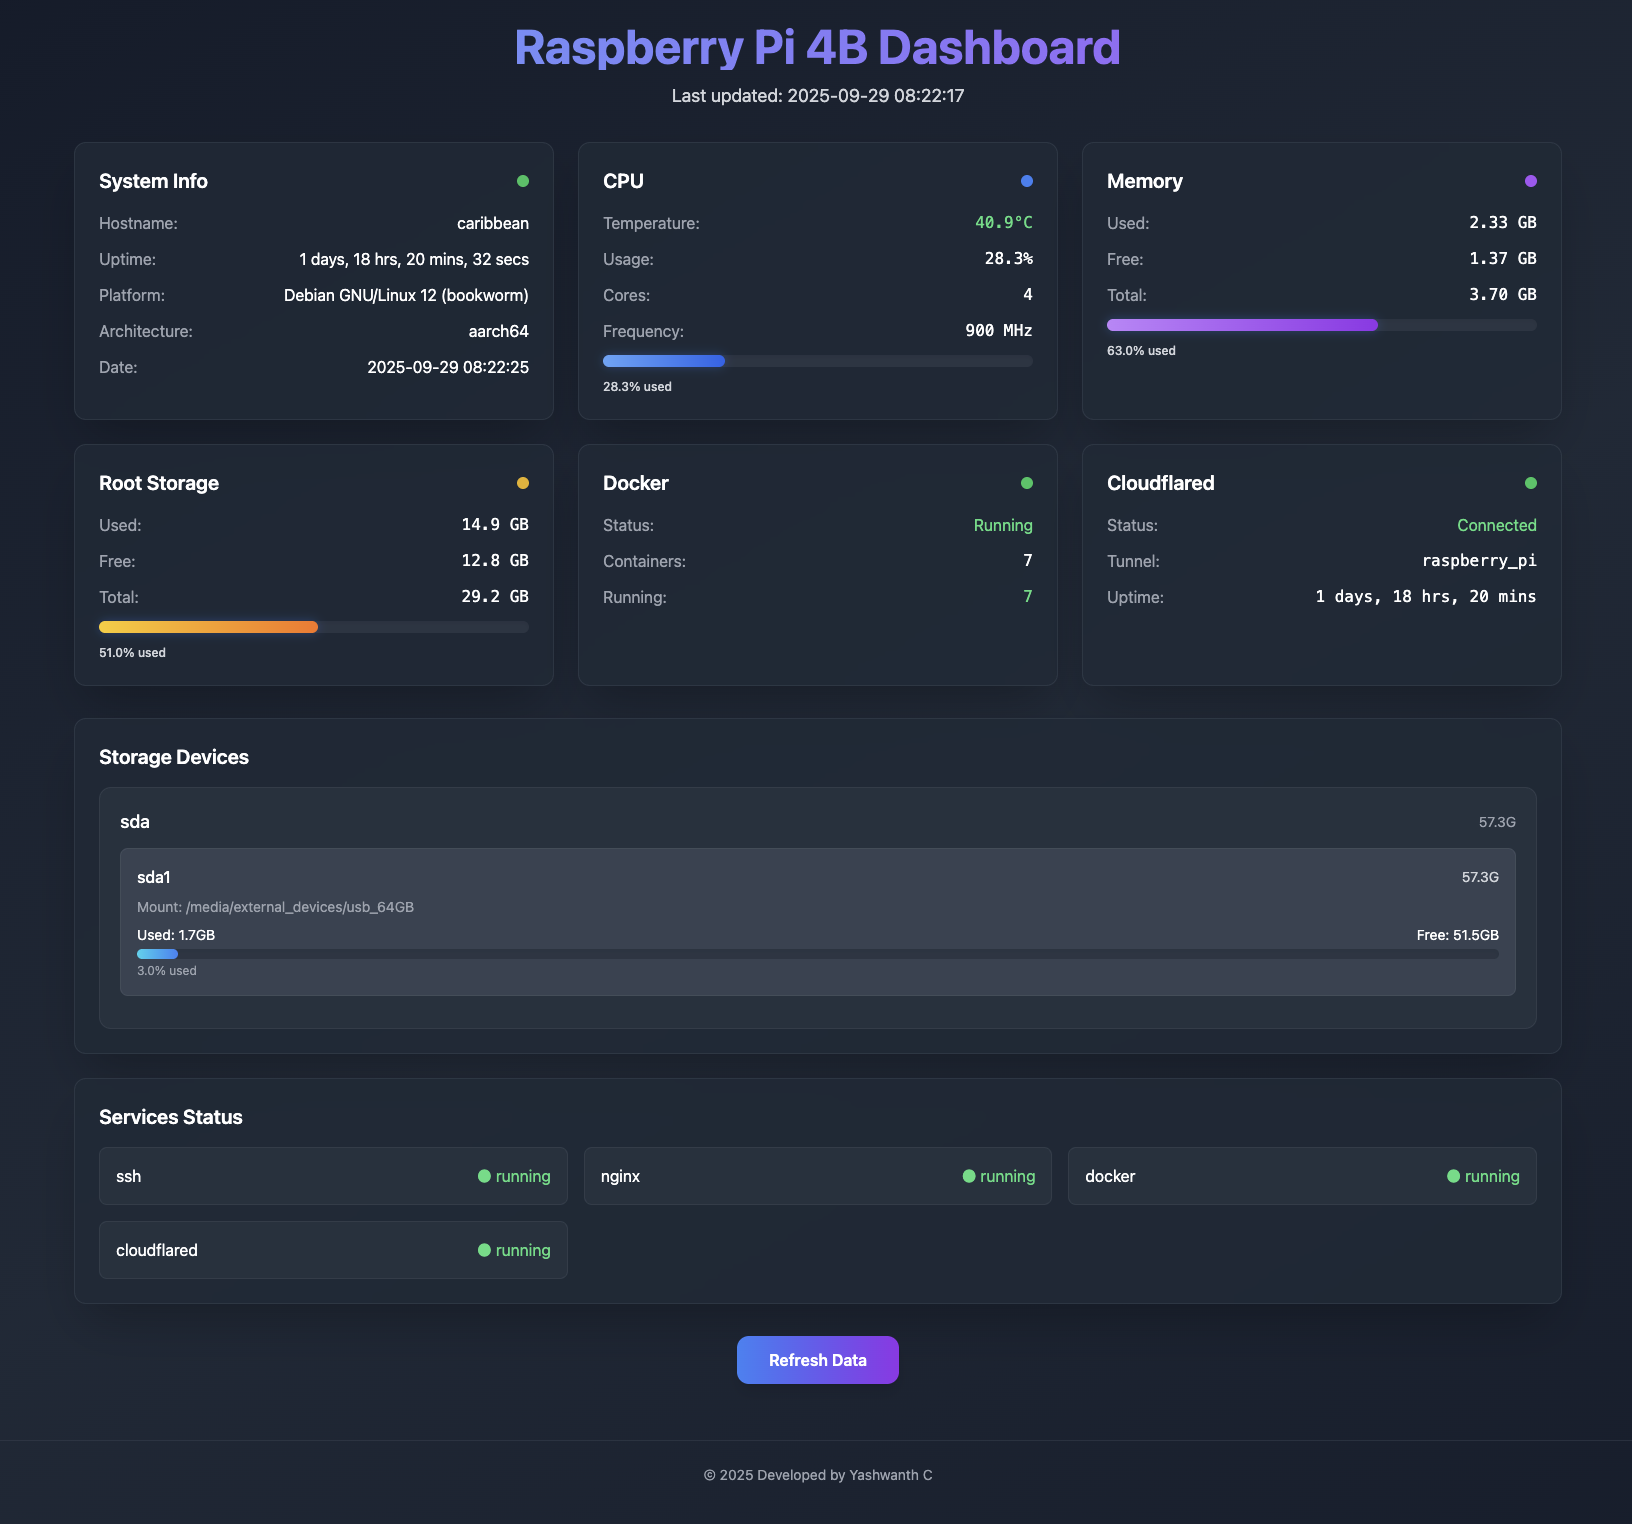 Raspberry Pi 4B Dashboard
Last updated: 2025-09-29 08:22:17
System Info
Hostname: caribbean
Uptime: 1 days, 18 hrs, 20 mins, 32 secs
Platform: Debian GNU/Linux 12 (bookworm)
Architecture: aarch64
Date: 2025-09-29 08:22:25
CPU
Temperature: 40.9°C
Usage: 28.3%
Cores: 4
Frequency: 900 MHz
28.3% used
Memory
Used: 2.33 GB
Free: 1.37 GB
Total: 3.70 GB
63.0% used
Root Storage
Used: 14.9 GB
Free: 12.8 GB
Total: 29.2 GB
51.0% used
Docker
Status: Running
Containers: 7
Running: 7
Cloudflared
Status: Connected
Tunnel: raspberry_pi
Uptime: 1 days, 18 hrs, 20 mins
Storage Devices
sda 57.3G
sda1 57.3G
Mount: /media/external_devices/usb_64GB
Used: 1.7GB Free: 51.5GB
3.0% used
Services Status
ssh running
nginx running
docker running
cloudflared running
Refresh Data
© 2025 Developed by Yashwanth C